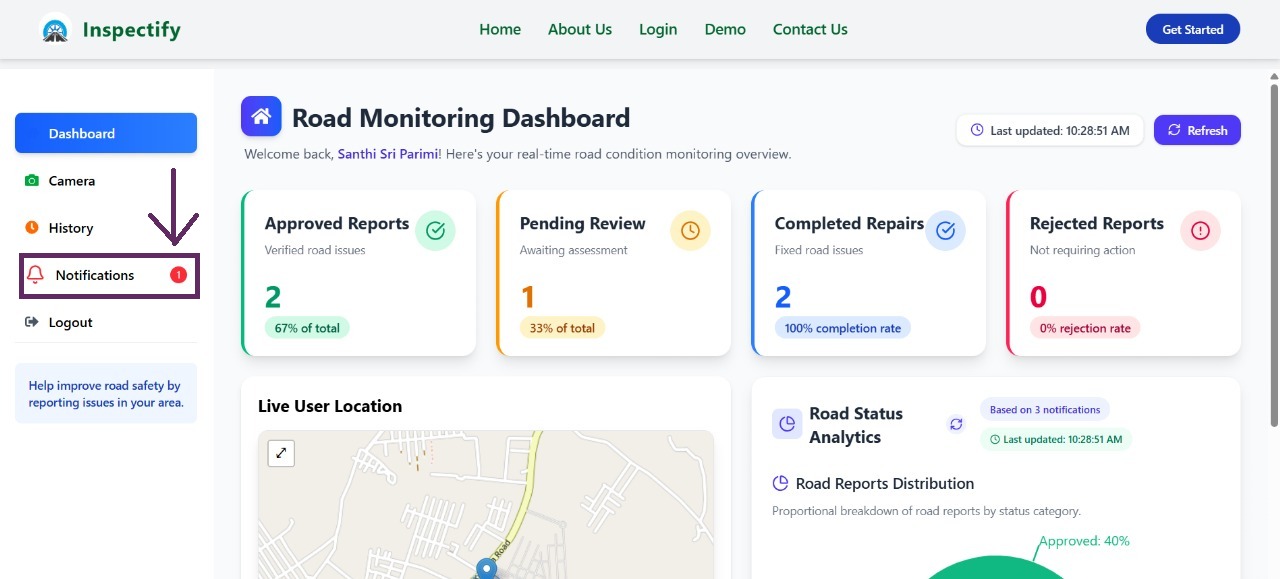 Inspectify
Home
About Us
Login
Demo
Contact Us
Get Started
Dashboard
Camera
History
Notifications
1
Logout
Help improve road safety by
reporting issues in your area.
Road Monitoring Dashboard
Welcome back, Santhi Sri Parimi! Here's your real-time road condition monitoring overview.
Last updated: 10:28:51 AM
Refresh
Approved Reports
Verified road issues
2
67% of total
Pending Review
Awaiting assessment
1
33% of total
Completed Repairs
Fixed road issues
2
100% completion rate
Rejected Reports
Not requiring action
0
0% rejection rate
Live User Location
Road
Road Status
Analytics
Based on 3 notifications
Last updated: 10:28:51 AM
Road Reports Distribution
Proportional breakdown of road reports by status category.
Approved: 40%